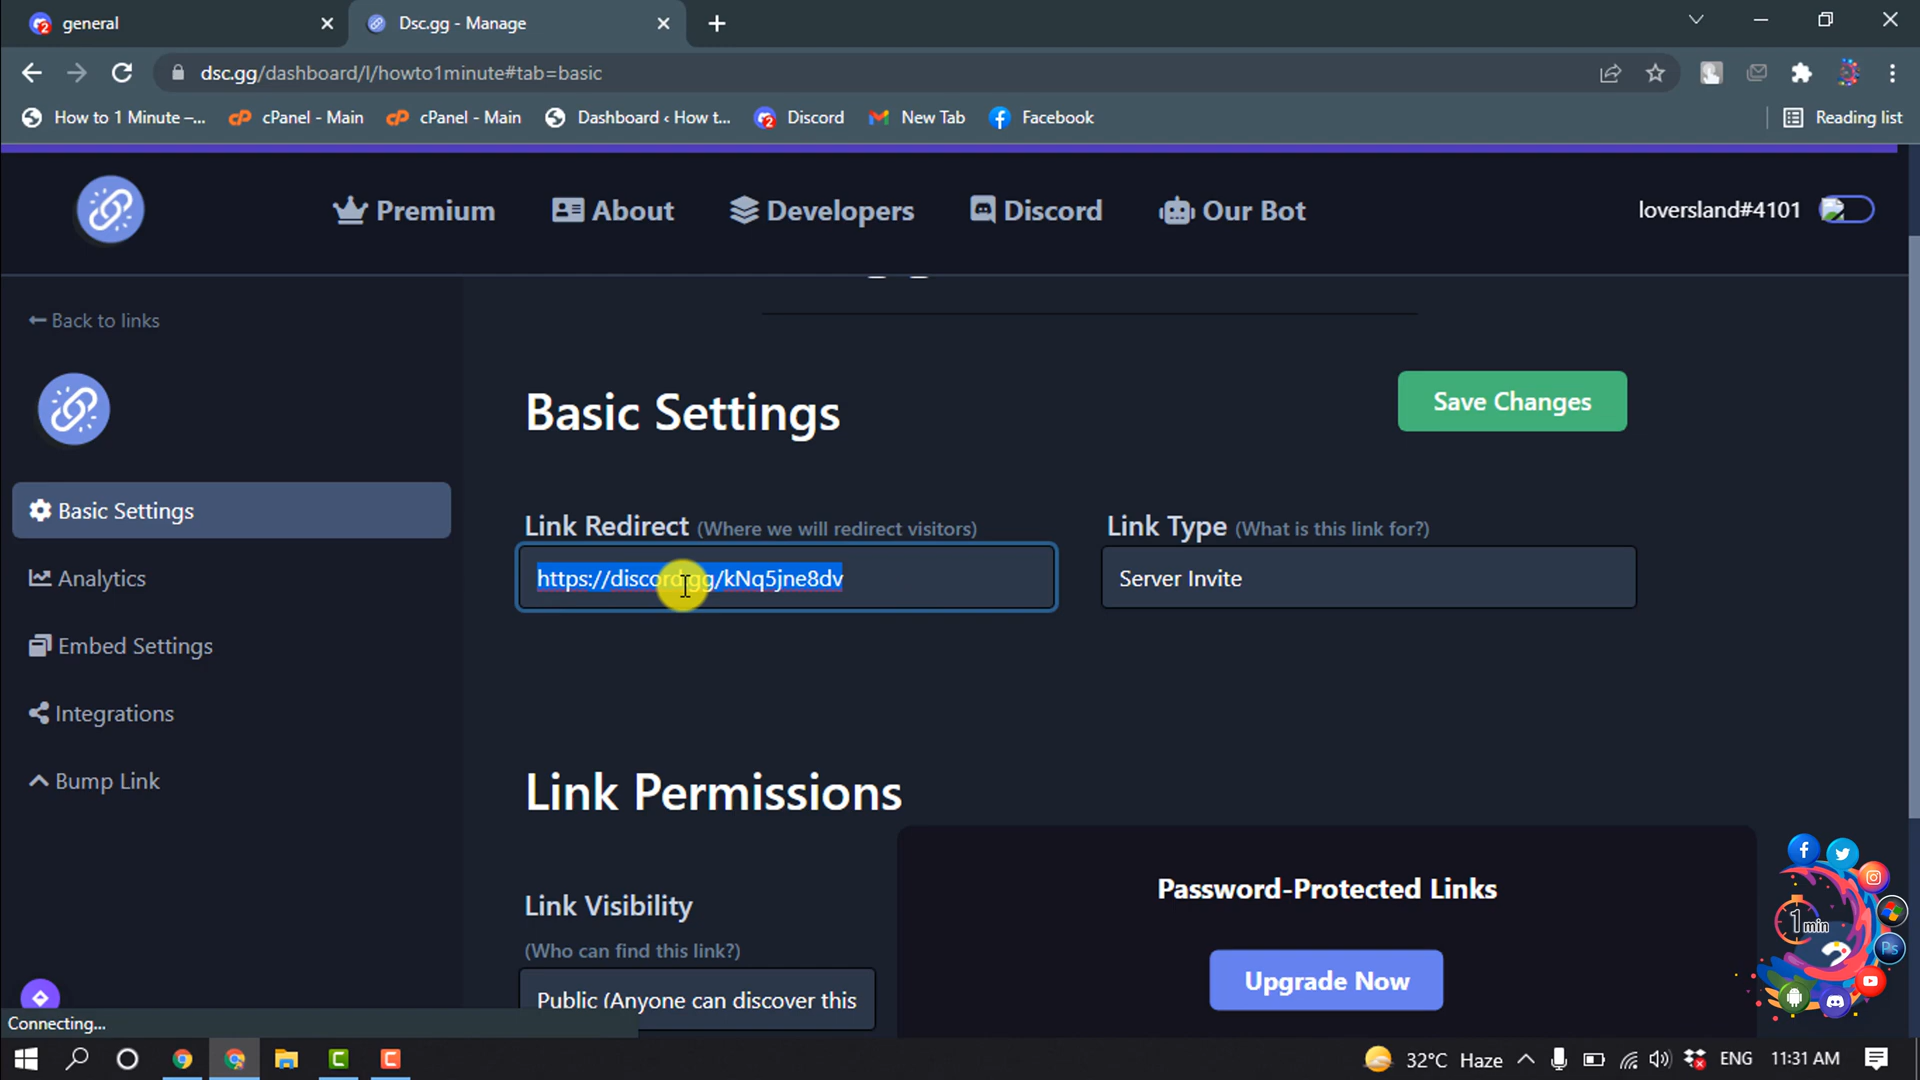 general
Dsc.gg - Manage
dsc.gg/dashboard/l/howto1minute#tab=basic
How to 1 Minute –...
cPanel - Main
cPanel - Main
Dashboard ‹ How t...
Discord
New Tab
Facebook
Reading list
Premium
About
Developers
Discord
Our Bot
loversland#4101
Back to links
Basic Settings
Save Changes
Basic Settings
Analytics
Embed Settings
Integrations
Bump Link
Link Redirect (Where we will redirect visitors)
https://discord.gg/kNq5jne8dv
Link Type (What is this link for?)
Server Invite
Link Permissions
Link Visibility
(Who can find this link?)
Public (Anyone can discover this
Password-Protected Links
Upgrade Now
1 min
Ps
Connecting...
32°C Haze
ENG
11:31 AM